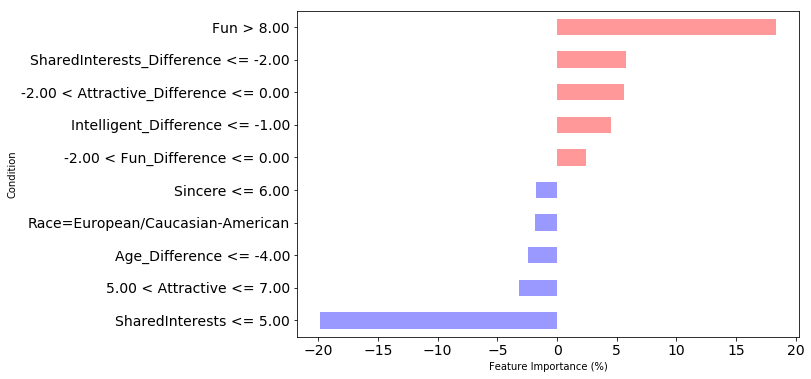 Fun > 8.00
SharedInterests_Difference <= -2.00
-2.00 < Attractive_Difference <= 0.00
Intelligent_Difference <= -1.00
-2.00 < Fun_Difference <= 0.00
Sincere <= 6.00
Race=European/Caucasian-American
Age_Difference <= -4.00
5.00 < Attractive <= 7.00
SharedInterests <= 5.00
Condition
−20 −15 −10 −5 0 5 10 15 20
Feature Importance (%)